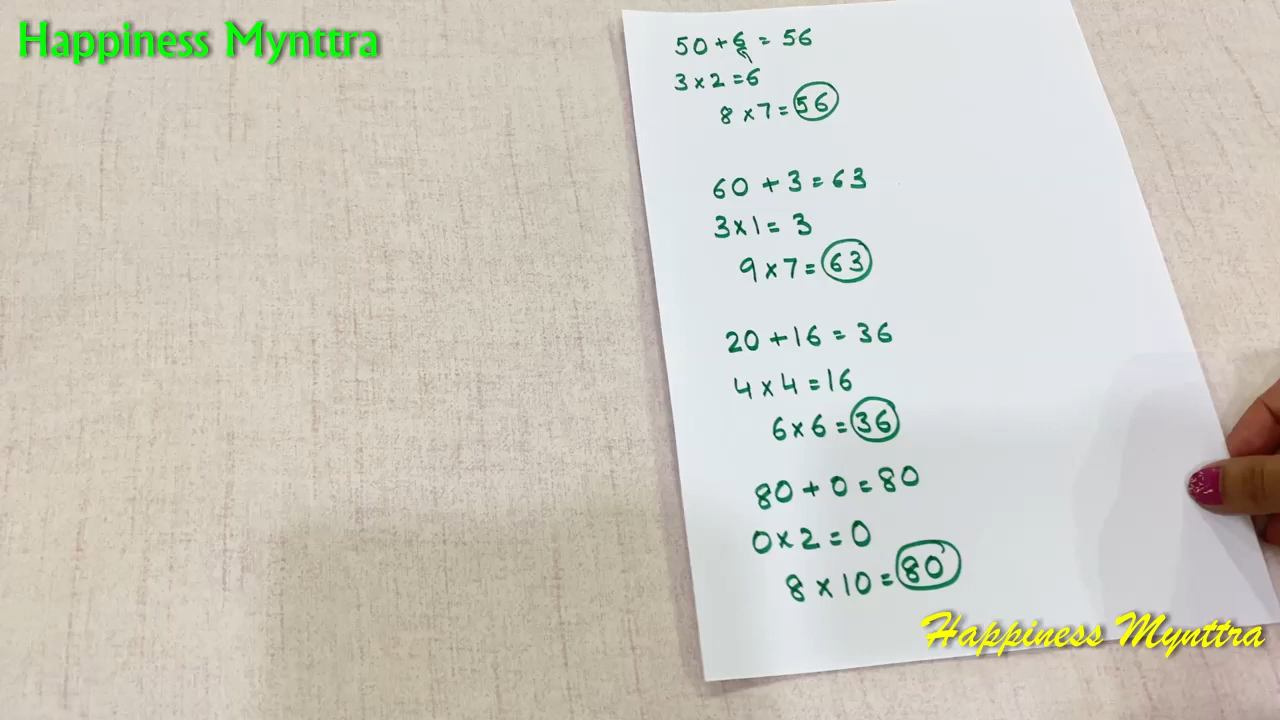 Happiness Mynttra
50 + 6 = 56
3 x 2 = 6
8 x 7 = 56
60 + 3 = 63
3 x 1 = 3
9 x 7 = 63
20 + 16 = 36
4 x 4 = 16
6 x 6 = 36
80 + 0 = 80
0 x 2 = 0
8 x 10 = 80
Happiness Mynttra